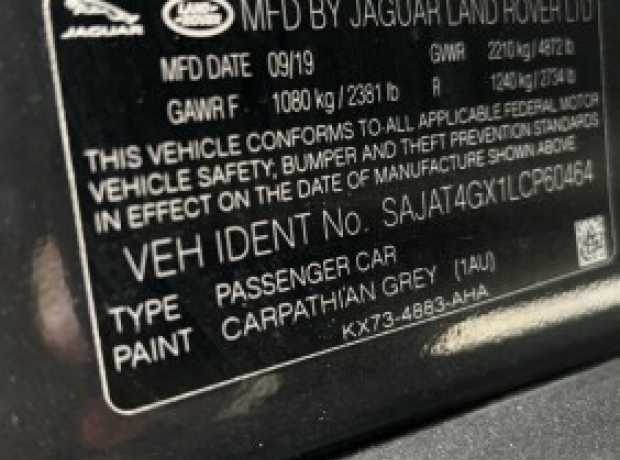 JAGUAR LAND ROVER MFD BY JAGUAR LAND ROVER LTD
MFD DATE 09/19 GVWR 2210 kg / 4872 lb
GAWR F 1080 kg / 2381 lb R 1240 kg / 2734 lb
THIS VEHICLE CONFORMS TO ALL APPLICABLE FEDERAL MOTOR
VEHICLE SAFETY, BUMPER AND THEFT PREVENTION STANDARDS
IN EFFECT ON THE DATE OF MANUFACTURE SHOWN ABOVE
VEH IDENT No. SAJAT4GX1LCP60464
TYPE PASSENGER CAR
PAINT CARPATHIAN GREY (1AU)
KX73-4883-AHA